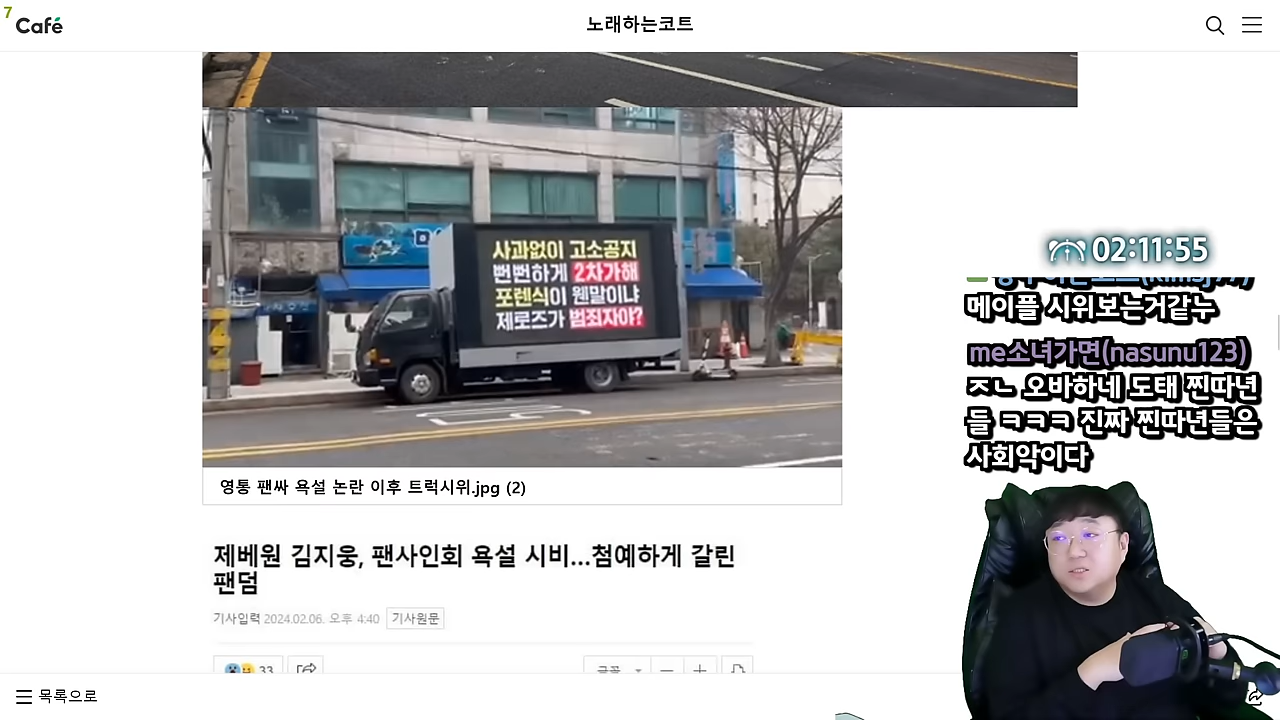 7
Café
노래하는코트
사과없이 고소공지
뻔뻔하게 2차가해
포렌식이 웬말이냐
제로즈가 범죄자야?
영통 팬싸 욕설 논란 이후 트럭시위.jpg (2)
제베원 김지웅, 팬사인회 욕설 시비...첨예하게 갈린
팬덤
기사입력 2024.02.06. 오후 4:40 기사원문
33
글꼴
목록으로
02:11:55
메이플 시위보는거같누
me소녀가면(nasunu123)
ㅈㄴ 오바하네 도태 찐따년
들 ㅋㅋㅋ 진짜 찐따년들은
사회악이다